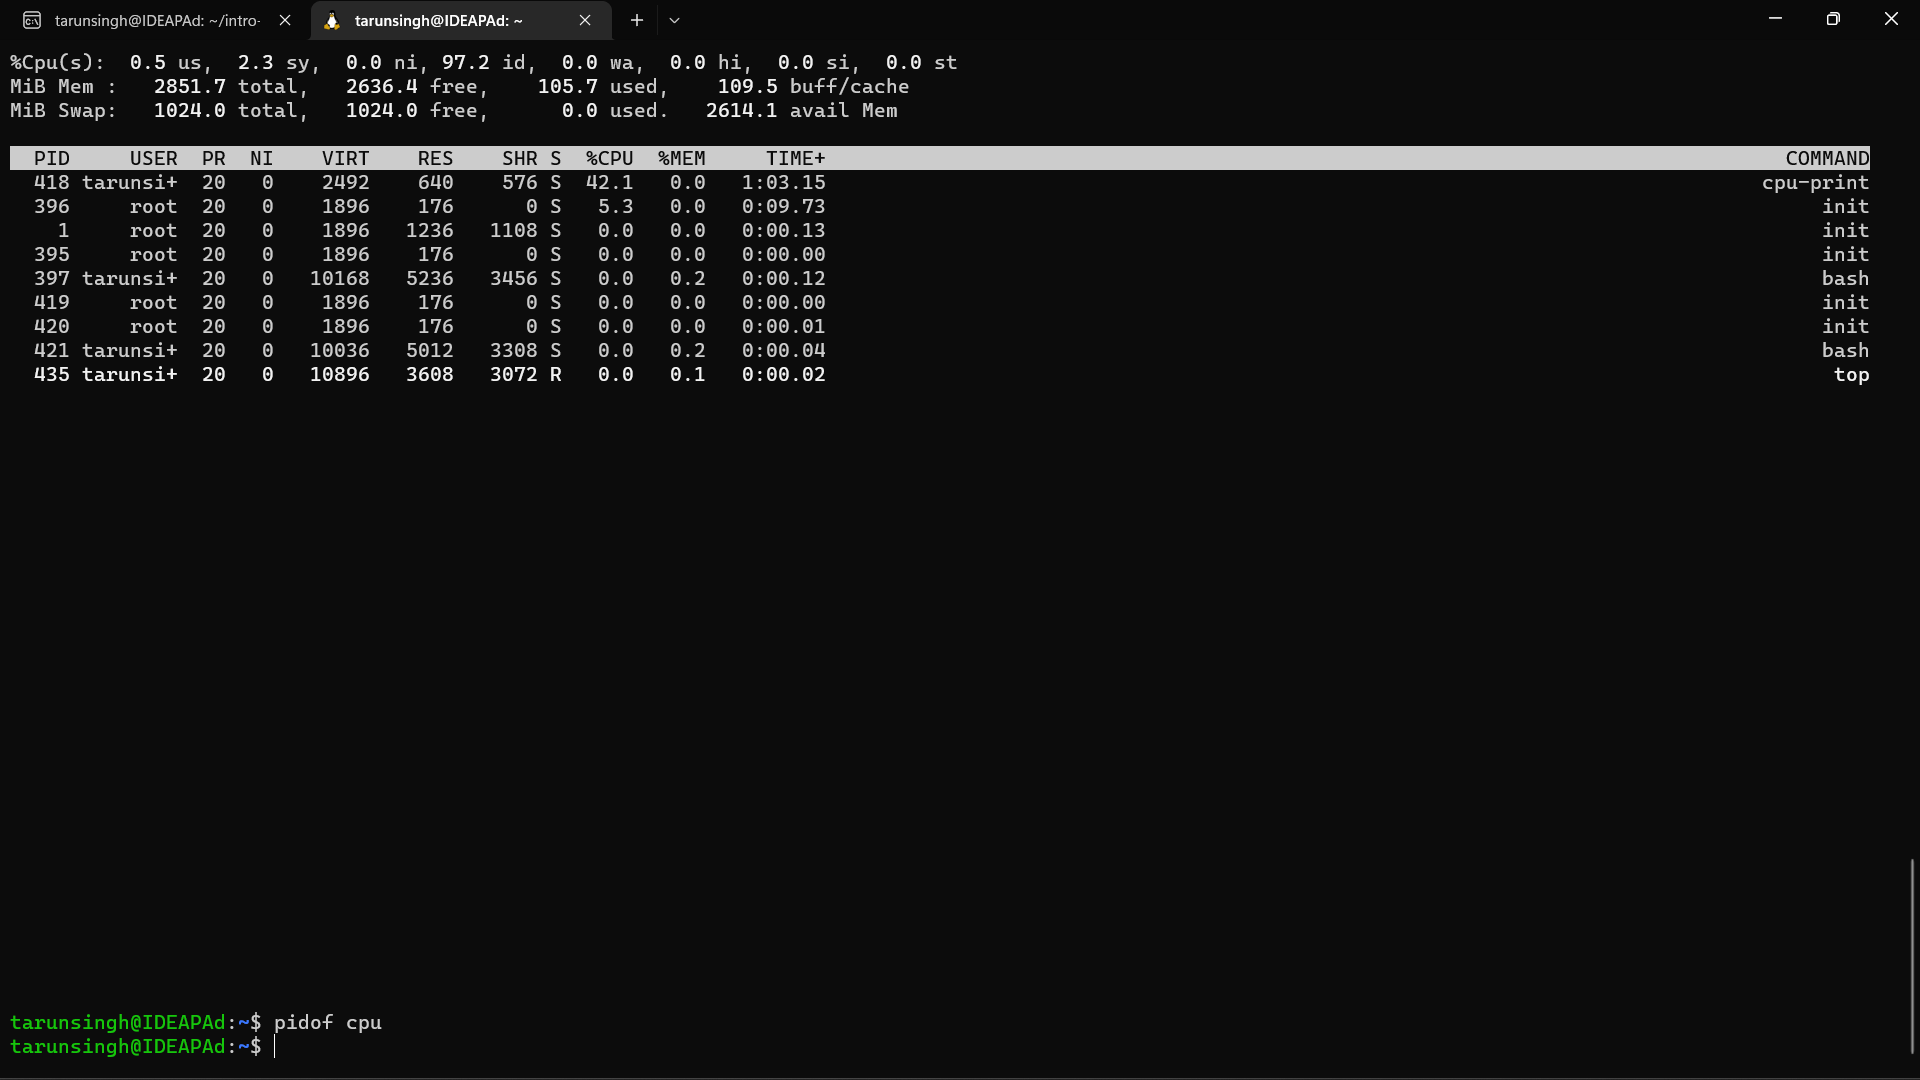 tarunsingh@IDEAPAd: ~/intro-
tarunsingh@IDEAPAd: ~
%Cpu(s):  0.5 us,  2.3 sy,  0.0 ni, 97.2 id,  0.0 wa,  0.0 hi,  0.0 si,  0.0 st
MiB Mem :   2851.7 total,   2636.4 free,    105.7 used,    109.5 buff/cache
MiB Swap:   1024.0 total,   1024.0 free,      0.0 used.   2614.1 avail Mem
PID     USER  PR  NI    VIRT    RES    SHR S  %CPU  %MEM     TIME+ COMMAND
418 tarunsi+  20   0    2492    640    576 S  42.1   0.0   1:03.15 cpu-print
396     root  20   0    1896    176      0 S   5.3   0.0   0:09.73 init
1     root  20   0    1896   1236   1108 S   0.0   0.0   0:00.13 init
395     root  20   0    1896    176      0 S   0.0   0.0   0:00.00 init
397 tarunsi+  20   0   10168   5236   3456 S   0.0   0.2   0:00.12 bash
419     root  20   0    1896    176      0 S   0.0   0.0   0:00.00 init
420     root  20   0    1896    176      0 S   0.0   0.0   0:00.01 init
421 tarunsi+  20   0   10036   5012   3308 S   0.0   0.2   0:00.04 bash
435 tarunsi+  20   0   10896   3608   3072 R   0.0   0.1   0:00.02 top
tarunsingh@IDEAPAd:~$ pidof cpu
tarunsingh@IDEAPAd:~$